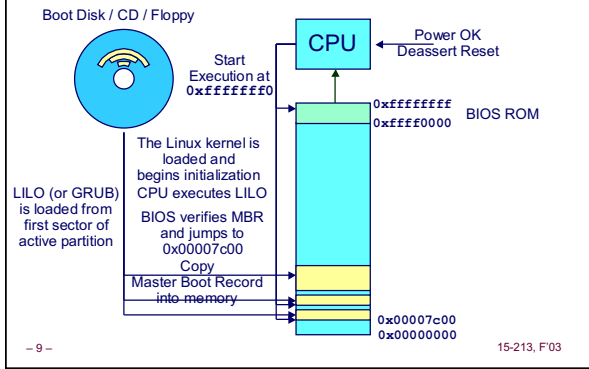 Boot Disk / CD / Floppy
CPU
Power OK
Deassert Reset
Start
Execution at
0xfffffff0
0xffffffff
0xffff0000
BIOS ROM
The Linux kernel is
loaded and
begins initialization
CPU executes LILO
LILO (or GRUB)
is loaded from
first sector of
active partition
BIOS verifies MBR
and jumps to
0x00007c00
Copy
Master Boot Record
into memory
0x00007c00
0x00000000
– 9 –
15-213, F'03